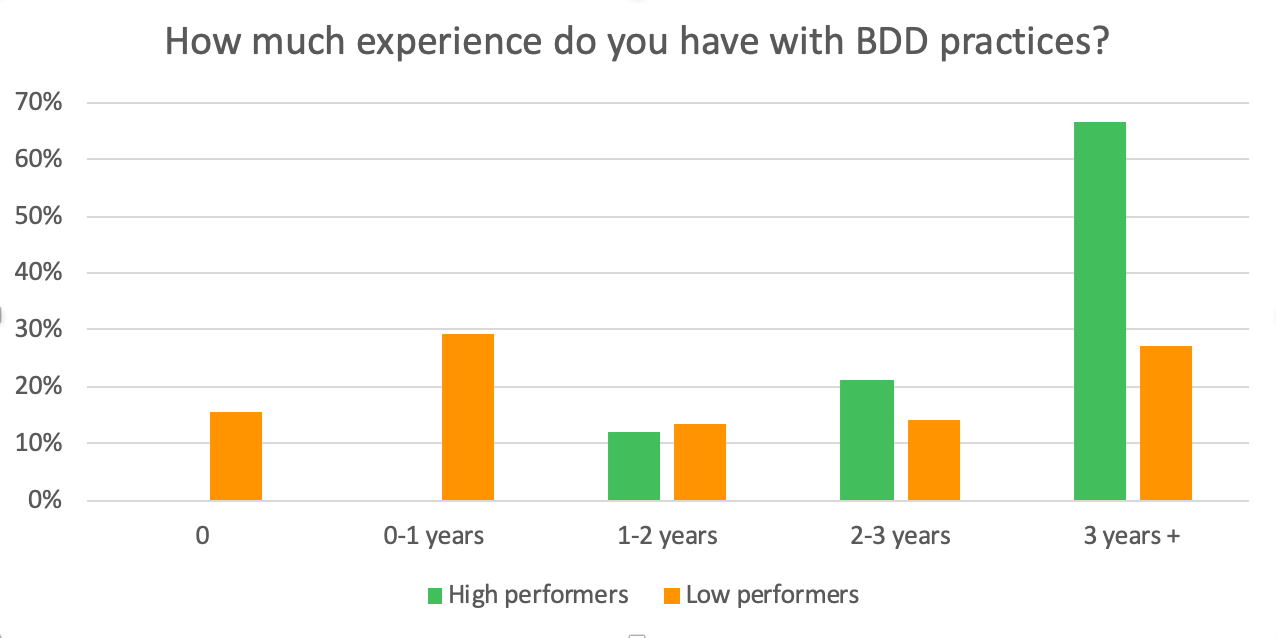 How much experience do you have with BDD practices?
70%
60%
50%
40%
30%
20%
10%
0%
0 0-1 years 1-2 years 2-3 years 3 years +
High performers Low performers